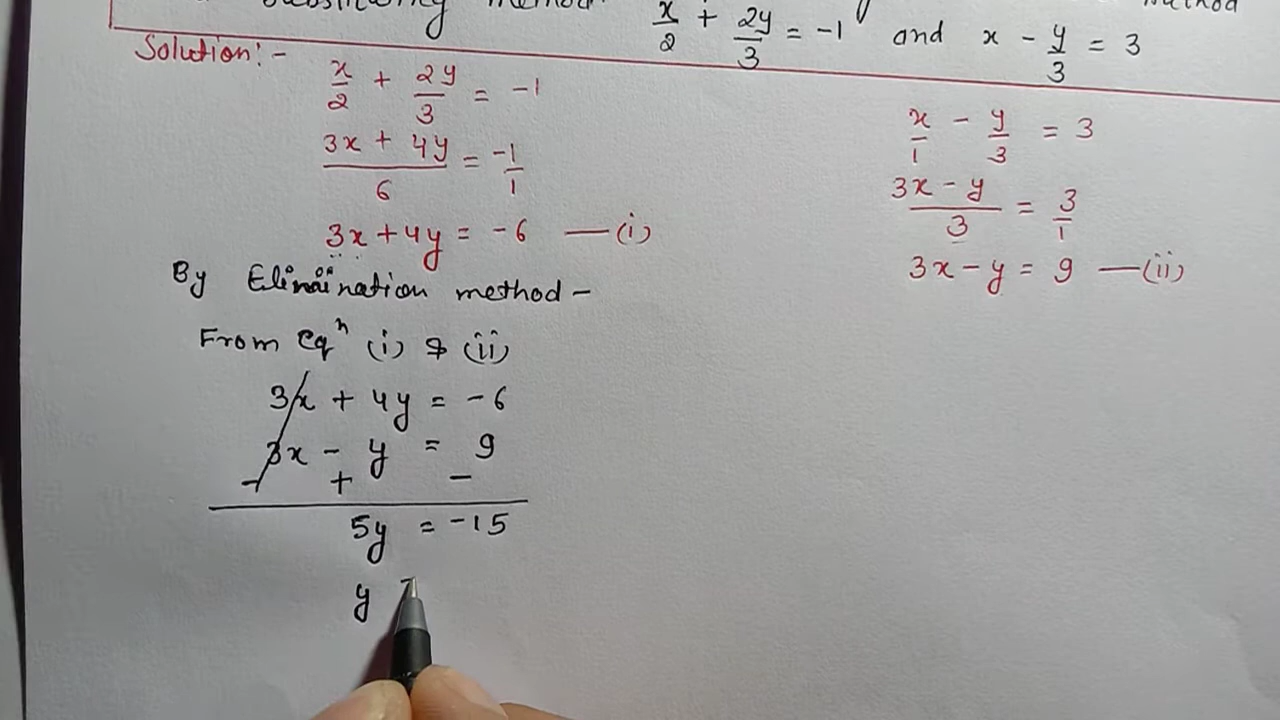 Substituting method x/2 + 2y/3 = -1 and x - y/3 = 3
Solution:-
x/2 + 2y/3 = -1
(3x + 4y)/6 = -1/1
3x + 4y = -6 —(i)
x/1 - y/3 = 3
(3x - y)/3 = 3/1
3x - y = 9 —(ii)
By Elimination method -
From eqⁿ (i) & (ii)
3x + 4y = -6
3x - y = 9
- + -
5y = -15
y